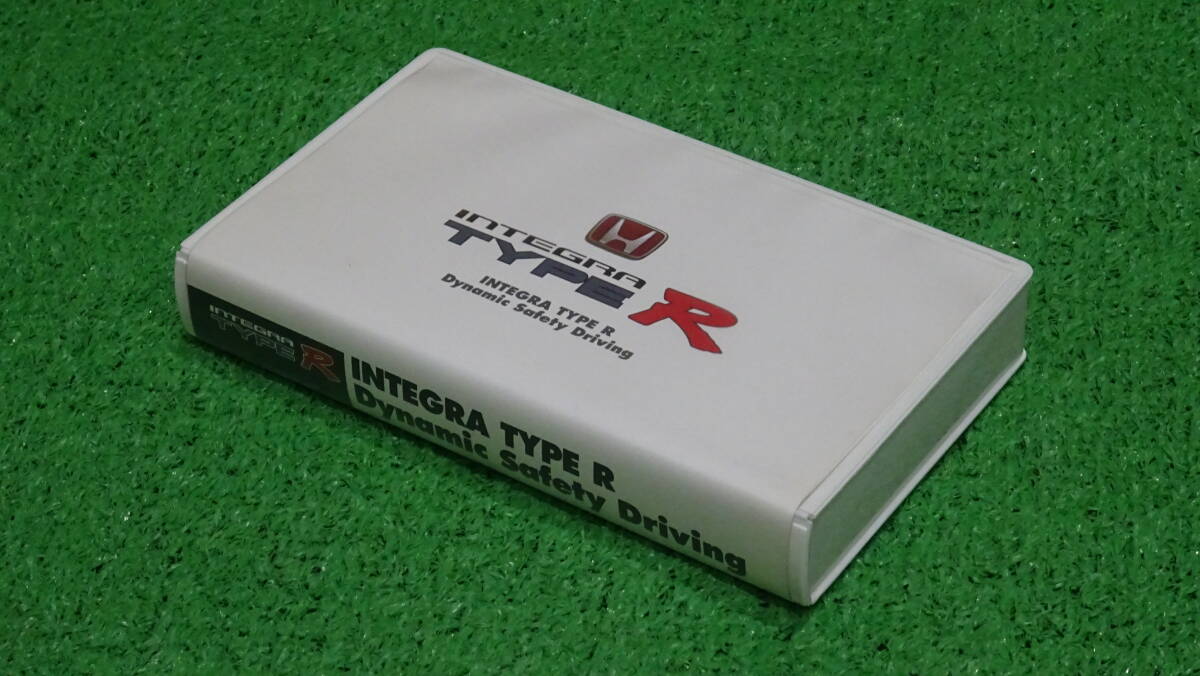 INTEGRA
TYPE R
INTEGRA TYPE R
Dynamic Safety Driving
INTEGRA
TYPE R
INTEGRA TYPE R
Dynamic Safety Driving